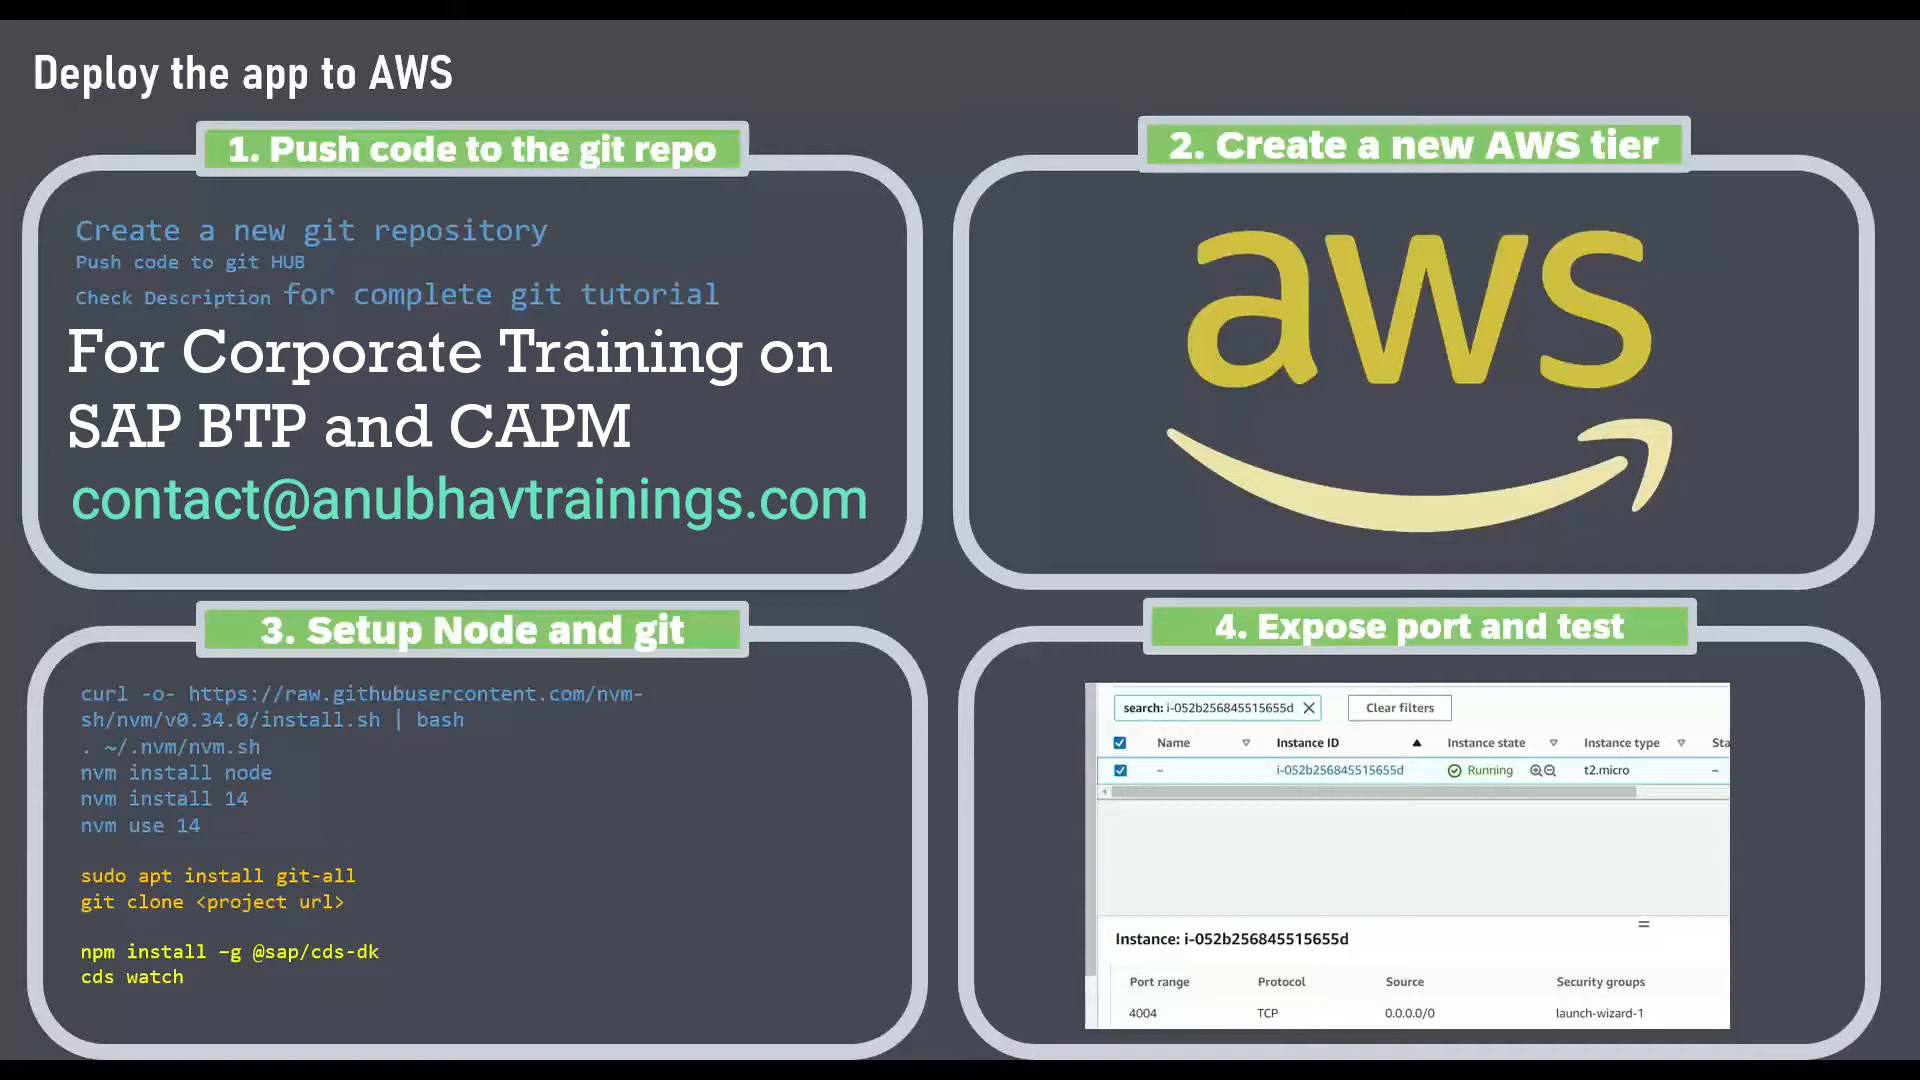 Deploy the app to AWS
1. Push code to the git repo
Create a new git repository
Push code to git HUB
Check Description for complete git tutorial
For Corporate Training on
SAP BTP and CAPM
contact@anubhavtrainings.com
2. Create a new AWS tier
aws
3. Setup Node and git
curl -o- https://raw.githubusercontent.com/nvm-
sh/nvm/v0.34.0/install.sh | bash
. ~/.nvm/nvm.sh
nvm install node
nvm install 14
nvm use 14
sudo apt install git-all
git clone <project url>
npm install –g @sap/cds-dk
cds watch
4. Expose port and test
search: i-052b256845515655d Clear filters
Name Instance ID Instance state Instance type Sta
– i-052b256845515655d Running t2.micro –
Instance: i-052b256845515655d
Port range Protocol Source Security groups
4004 TCP 0.0.0.0/0 launch-wizard-1